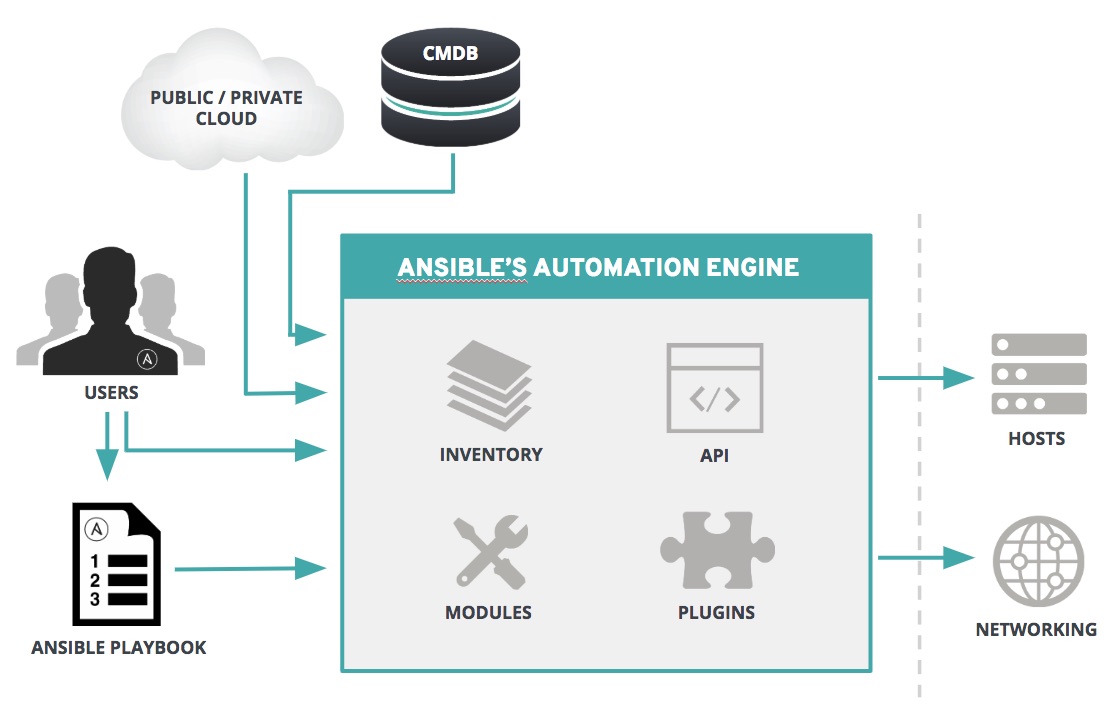 CMDB
PUBLIC / PRIVATE
CLOUD
ANSIBLE'S AUTOMATION ENGINE
USERS
INVENTORY
API
HOSTS
A
1
2
3
MODULES
PLUGINS
NETWORKING
ANSIBLE PLAYBOOK